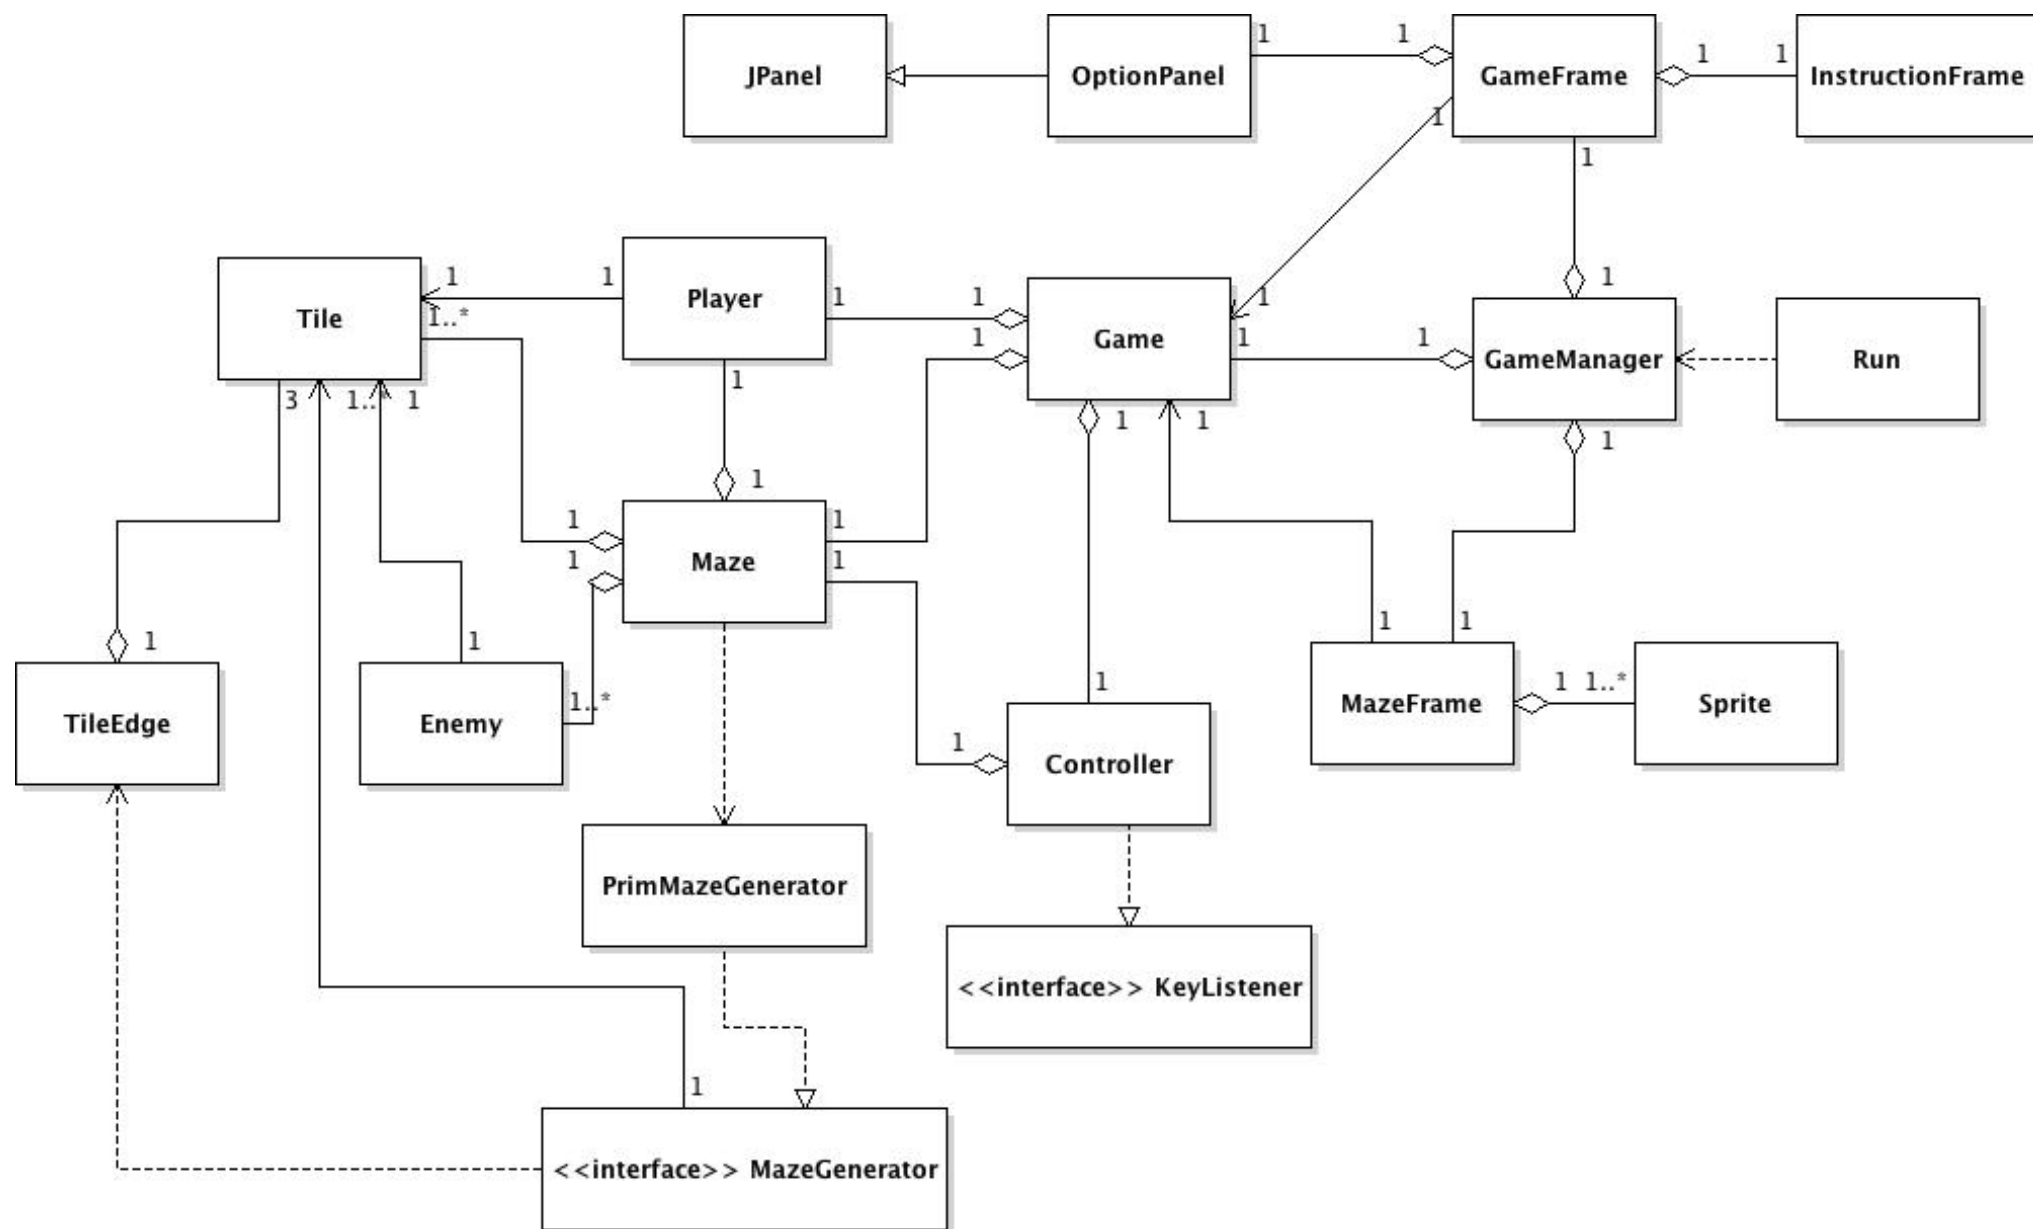 1 1 1 1
JPanel OptionPanel GameFrame InstructionFrame
1
1
1 1 1 1 1 1
1..* 1
Tile Player Game
1 1 1
GameManager Run
3 1..* 1 1
1 1 1
1
1 1
1 1
Maze
1 1 1 1
1..* 1 1 1..*
TileEdge Enemy MazeFrame Sprite
1
Controller
PrimMazeGenerator
<<interface>> KeyListener
1
<<interface>> MazeGenerator